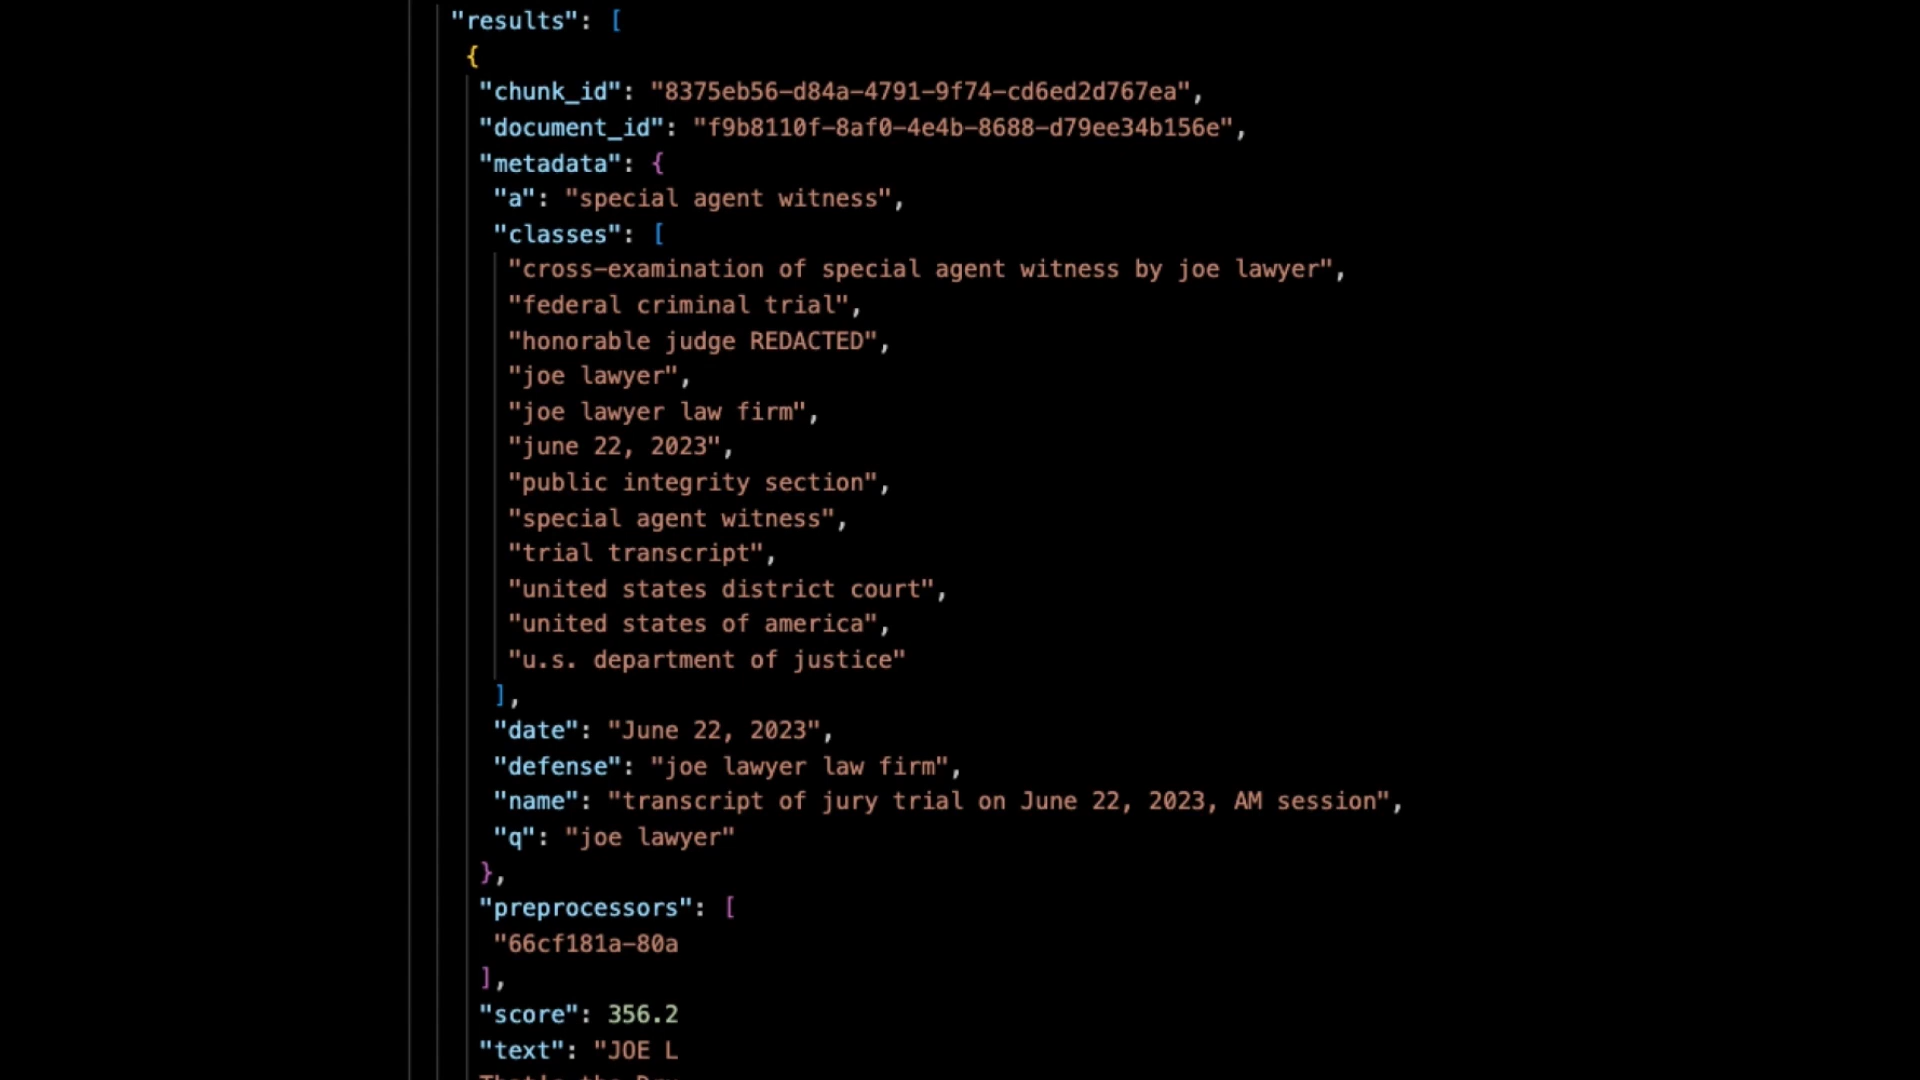 "results": [
{
"chunk_id": "8375eb56-d84a-4791-9f74-cd6ed2d767ea",
"document_id": "f9b8110f-8af0-4e4b-8688-d79ee34b156e",
"metadata": {
"a": "special agent witness",
"classes": [
"cross-examination of special agent witness by joe lawyer",
"federal criminal trial",
"honorable judge REDACTED",
"joe lawyer",
"joe lawyer law firm",
"june 22, 2023",
"public integrity section",
"special agent witness",
"trial transcript",
"united states district court",
"united states of america",
"u.s. department of justice"
],
"date": "June 22, 2023",
"defense": "joe lawyer law firm",
"name": "transcript of jury trial on June 22, 2023, AM session",
"q": "joe lawyer"
},
"preprocessors": [
"66cf181a-80a
],
"score": 356.2
"text": "JOE L